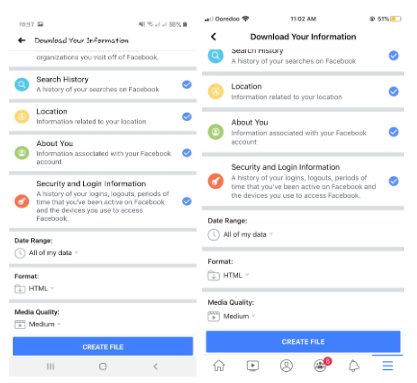 10:57
98%
Download Your Information
organizations you visit off of Facebook.
Search History
A history of your searches on Facebook
Location
Information related to your location
About You
Information associated with your Facebook
account
Security and Login Information
A history of your logins, logouts, periods of
time that you've been active on Facebook
and the devices you use to access
Facebook.
Date Range:
All of my data
Format:
HTML
Media Quality:
Medium
CREATE FILE
Ooredoo
11:02 AM
51%
Download Your Information
Search History
A history of your searches on Facebook
Location
Information related to your location
About You
Information associated with your Facebook
account
Security and Login Information
A history of your logins, logouts, periods of
time that you've been active on Facebook and
the devices you use to access Facebook.
Date Range:
All of my data
Format:
HTML
Media Quality:
Medium
CREATE FILE